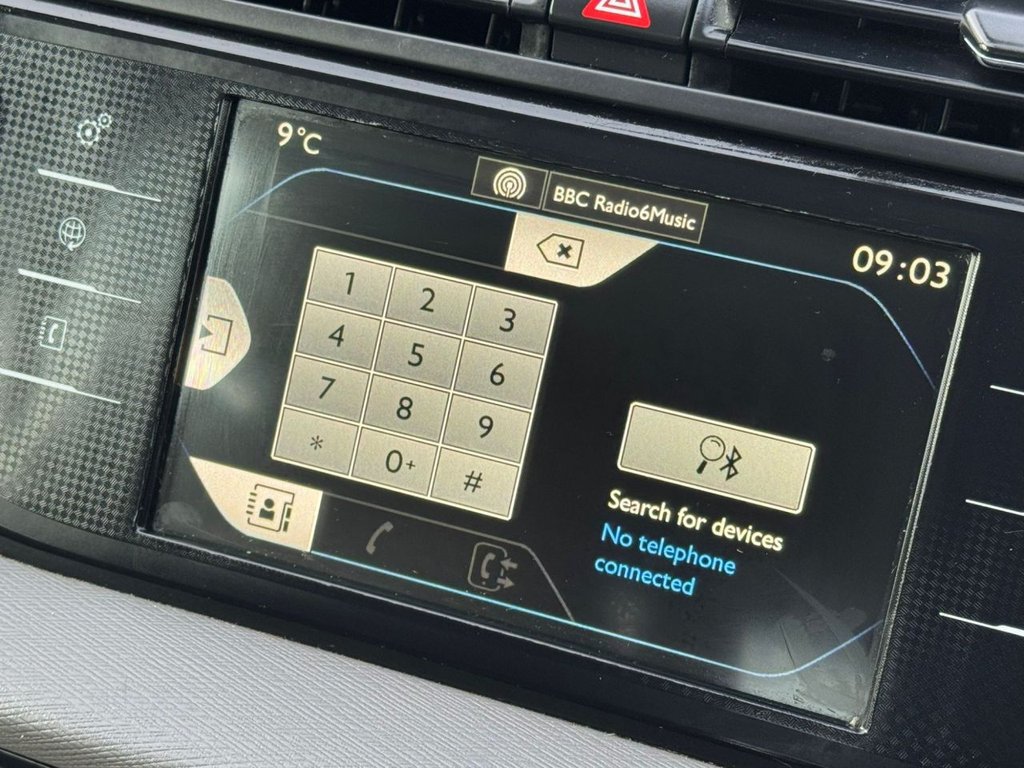 9°C
BBC Radio6Music
09:03
1 2 3
4 5 6
7 8 9
* 0+ #
Search for devices
No telephone
connected